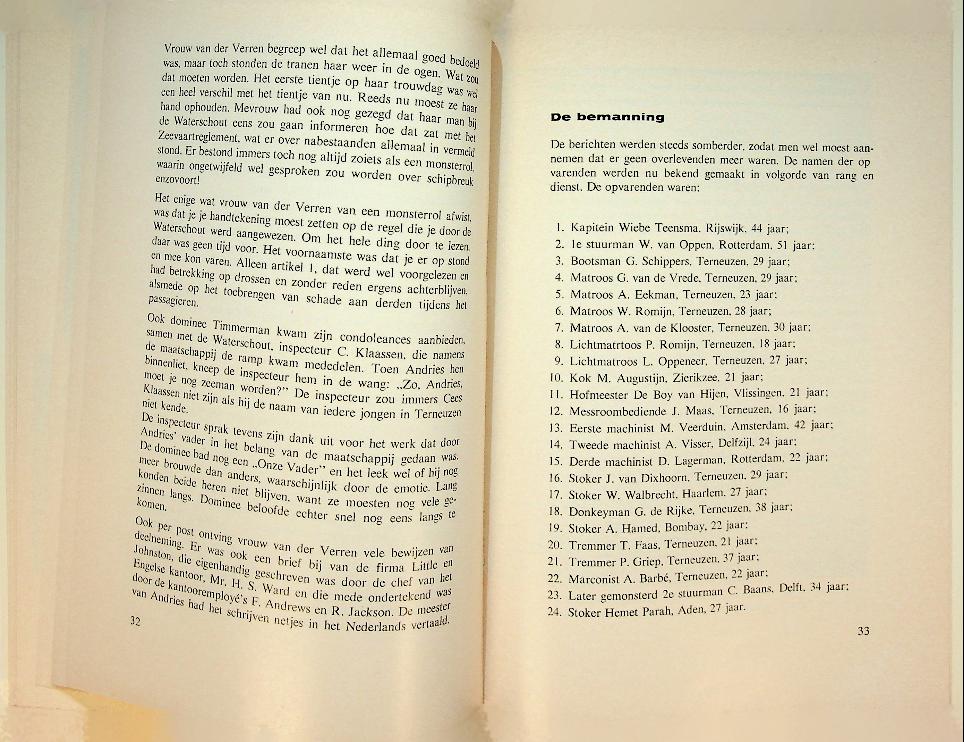 Vrouw van der Verren begreep wel dat het allemaal goed bedoeld
was, maar toch stonden de tranen haar weer in de ogen. Wat zou
dat moeten worden. Het eerste tientje op haar trouwdag was wel
een heel verschil met het tientje van nu. Reeds nu moest ze haar
hand ophouden. Mevrouw had ook nog gezegd dat haar man bij
de Waterschout eens zou gaan informeren hoe dat zat met het
Zeevaartreglement, wat er over nabestaanden allemaal in vermeld
stond. Er bestond immers toch nog altijd zoiets als een monsterrol,
waarin ongetwijfeld wel gesproken zou worden over schipbreuk
enzovoort!
Het enige wat vrouw van der Verren van een monsterrol afwist,
was dat je je handtekening moest zetten op de regel die je door de
Waterschout werd aangewezen. Om het hele ding door te lezen,
daar was geen tijd voor. Het voornaamste was dat je er op stond
en mee kon varen. Alleen artikel 1, dat werd wel voorgelezen en
had betrekking op drossen en zonder reden ergens achterblijven,
alsmede op het toebrengen van schade aan derden tijdens het
passagieren.
Ook dominee Timmerman kwam zijn condoleances aanbieden,
samen met de Waterschout, inspecteur C. Klaassen, die namens
de maatschappij de ramp kwam mededelen. Toen Andries hen
binnenliet, kneep de inspecteur hem in de wang: „Zo, Andries,
moet je nog zeeman worden?” De inspecteur zou immers Cees
Klaassen niet zijn als hij de naam van iedere jongen in Terneuzen
niet kende.
De inspecteur sprak tevens zijn dank uit voor het werk dat door
Andries' vader in het belang van de maatschappij gedaan was.
De dominee bad nog een „Onze Vader” en het leek wel of hij nog
meer brouwde dan anders, waarschijnlijk door de emotie. Lang
konden beide heren niet blijven, want ze moesten nog vele ge-
zinnen langs. Dominee beloofde echter snel nog eens langs te
komen.
Ook per post ontving vrouw van der Verren vele bewijzen van
deelneming. Er was ook een brief bij van de firma Little en
Johnston, die eigenhandig geschreven was door de chef van het
Engelse kantoor, Mr. H. S. Ward en die mede ondertekend was
door de kantooremployé's F. Andrews en R. Jackson. De meester
van Andries had het schrijven netjes in het Nederlands vertaald.
32
De bemanning
De berichten werden steeds somberder, zodat men wel moest aan-
nemen dat er geen overlevenden meer waren. De namen der op
varenden werden nu bekend gemaakt in volgorde van rang en
dienst. De opvarenden waren:
1. Kapitein Wiebe Teensma, Rijswijk, 44 jaar;
2. 1e stuurman W. van Oppen, Rotterdam, 51 jaar;
3. Bootsman G. Schippers, Terneuzen, 29 jaar;
4. Matroos G. van de Vrede, Terneuzen, 29 jaar;
5. Matroos A. Eekman, Terneuzen, 23 jaar;
6. Matroos W. Romijn, Terneuzen, 28 jaar;
7. Matroos A. van de Klooster, Terneuzen, 30 jaar;
8. Lichtmatrtoos P. Romijn, Terneuzen, 18 jaar;
9. Lichtmatroos L. Oppeneer, Terneuzen, 27 jaar;
10. Kok M. Augustijn, Zierikzee, 21 jaar;
11. Hofmeester De Boy van Hijen, Vlissingen, 21 jaar;
12. Messroombediende J. Maas, Terneuzen, 16 jaar;
13. Eerste machinist M. Veerduin, Amsterdam, 42 jaar;
14. Tweede machinist A. Visser, Delfzijl, 24 jaar;
15. Derde machinist D. Lagerman, Rotterdam, 22 jaar;
16. Stoker J. van Dixhoorn, Terneuzen, 29 jaar;
17. Stoker W. Walbrecht, Haarlem, 27 jaar;
18. Donkeyman G. de Rijke, Terneuzen, 38 jaar;
19. Stoker A. Hamed, Bombay, 22 jaar;
20. Tremmer T. Faas, Terneuzen, 21 jaar;
21. Tremmer P. Griep, Terneuzen, 37 jaar;
22. Marconist A. Barbé, Terneuzen, 22 jaar;
23. Later gemonsterd 2e stuurman C. Baans, Delft, 34 jaar;
24. Stoker Hemet Parah, Aden, 27 jaar.
33